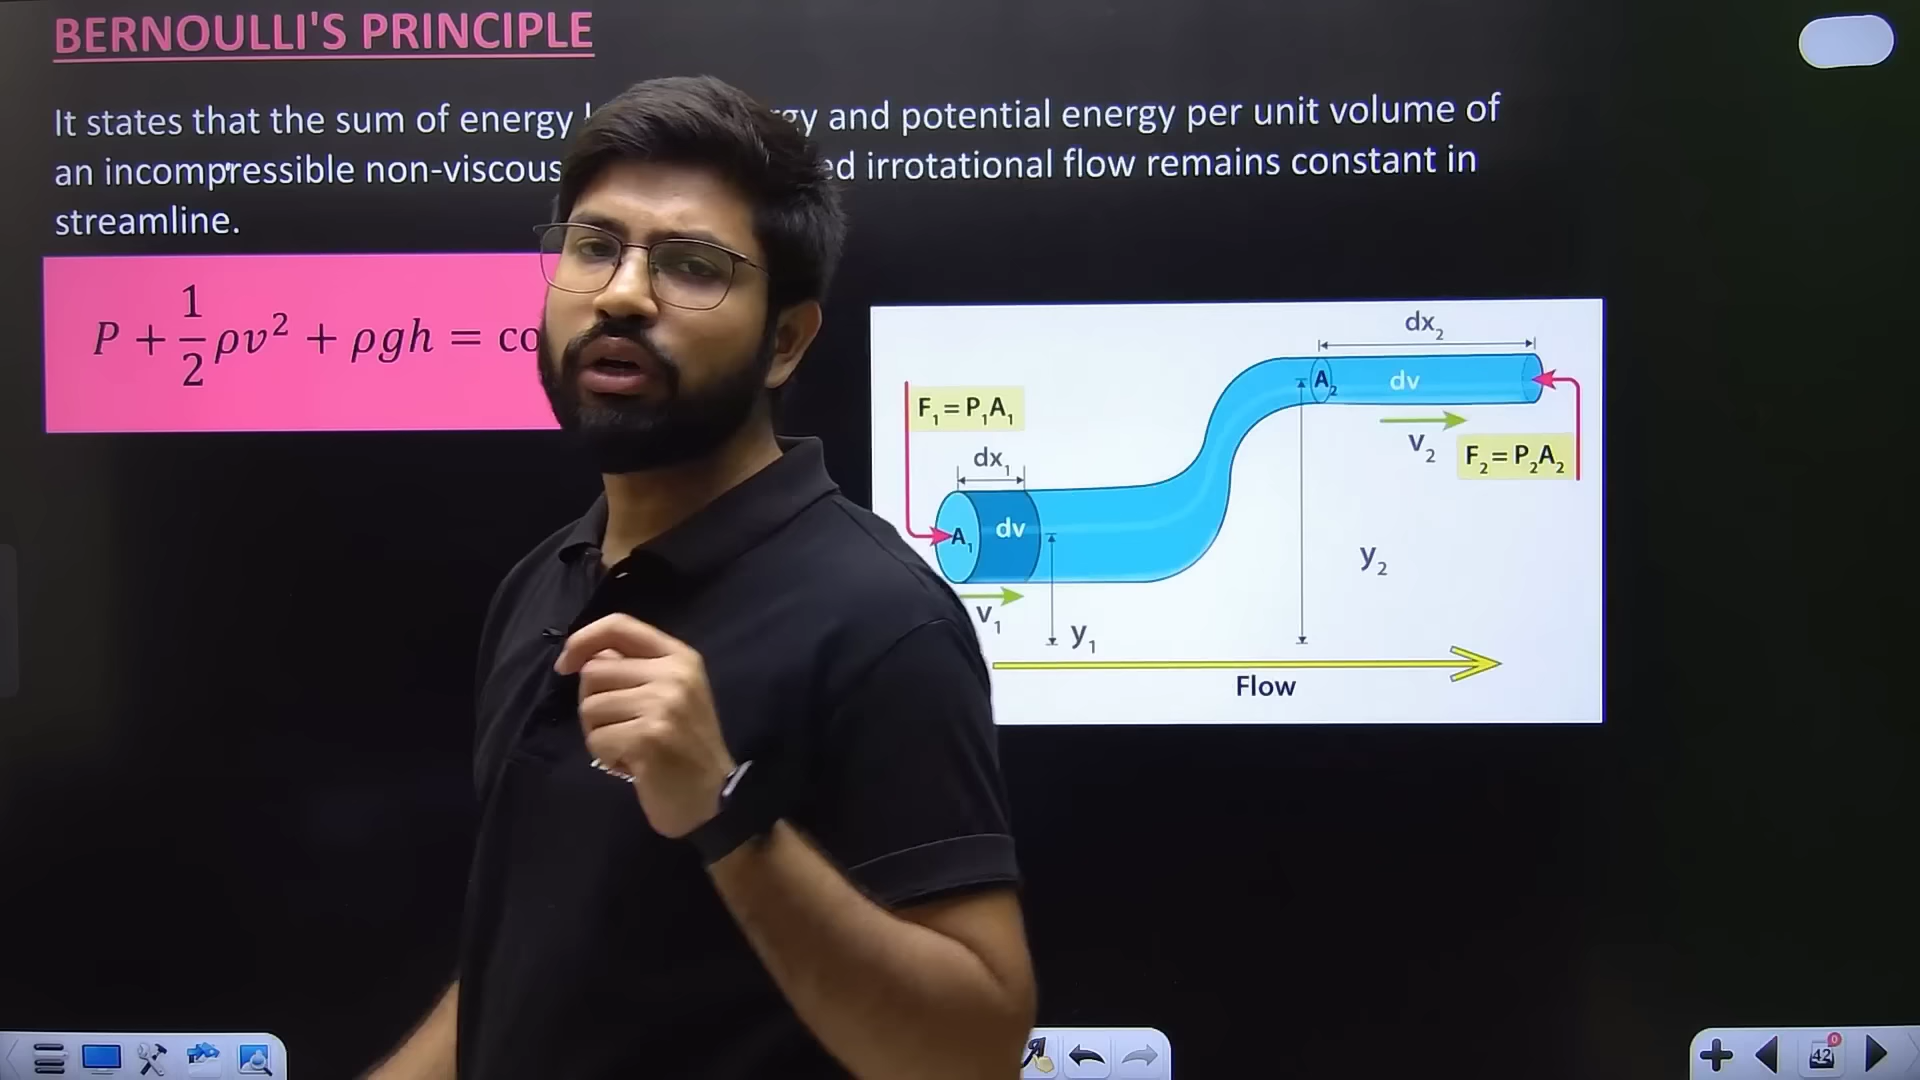 BERNOULLI'S PRINCIPLE
It states that the sum of energy and potential energy per unit volume of
an incompressible non-viscous irrotational flow remains constant in
streamline.
P + 1/2 ρv² + ρgh =
dx₂
A₂ dv
F₁ = P₁A₁
V₂ F₂ = P₂A₂
dx₁
A₁ dv
y₂
V₁
y₁
Flow
42
0